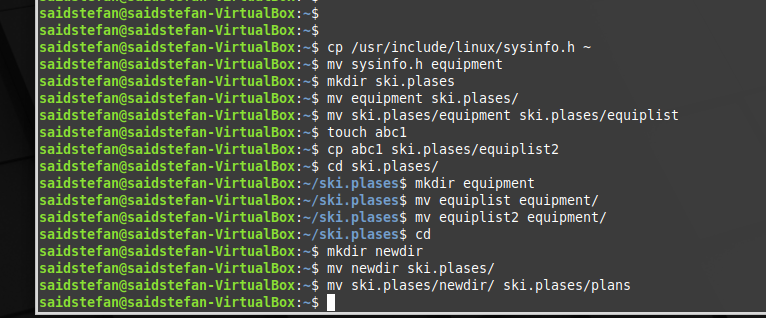 saidstefan@saidstefan-VirtualBox:~$
saidstefan@saidstefan-VirtualBox:~$
saidstefan@saidstefan-VirtualBox:~$ cp /usr/include/linux/sysinfo.h ~
saidstefan@saidstefan-VirtualBox:~$ mv sysinfo.h equipment
saidstefan@saidstefan-VirtualBox:~$ mkdir ski.plases
saidstefan@saidstefan-VirtualBox:~$ mv equipment ski.plases/
saidstefan@saidstefan-VirtualBox:~$ mv ski.plases/equipment ski.plases/equiplist
saidstefan@saidstefan-VirtualBox:~$ touch abc1
saidstefan@saidstefan-VirtualBox:~$ cp abc1 ski.plases/equiplist2
saidstefan@saidstefan-VirtualBox:~$ cd ski.plases/
saidstefan@saidstefan-VirtualBox:~/ski.plases$ mkdir equipment
saidstefan@saidstefan-VirtualBox:~/ski.plases$ mv equiplist equipment/
saidstefan@saidstefan-VirtualBox:~/ski.plases$ mv equiplist2 equipment/
saidstefan@saidstefan-VirtualBox:~/ski.plases$ cd
saidstefan@saidstefan-VirtualBox:~$ mkdir newdir
saidstefan@saidstefan-VirtualBox:~$ mv newdir ski.plases/
saidstefan@saidstefan-VirtualBox:~$ mv ski.plases/newdir/ ski.plases/plans
saidstefan@saidstefan-VirtualBox:~$